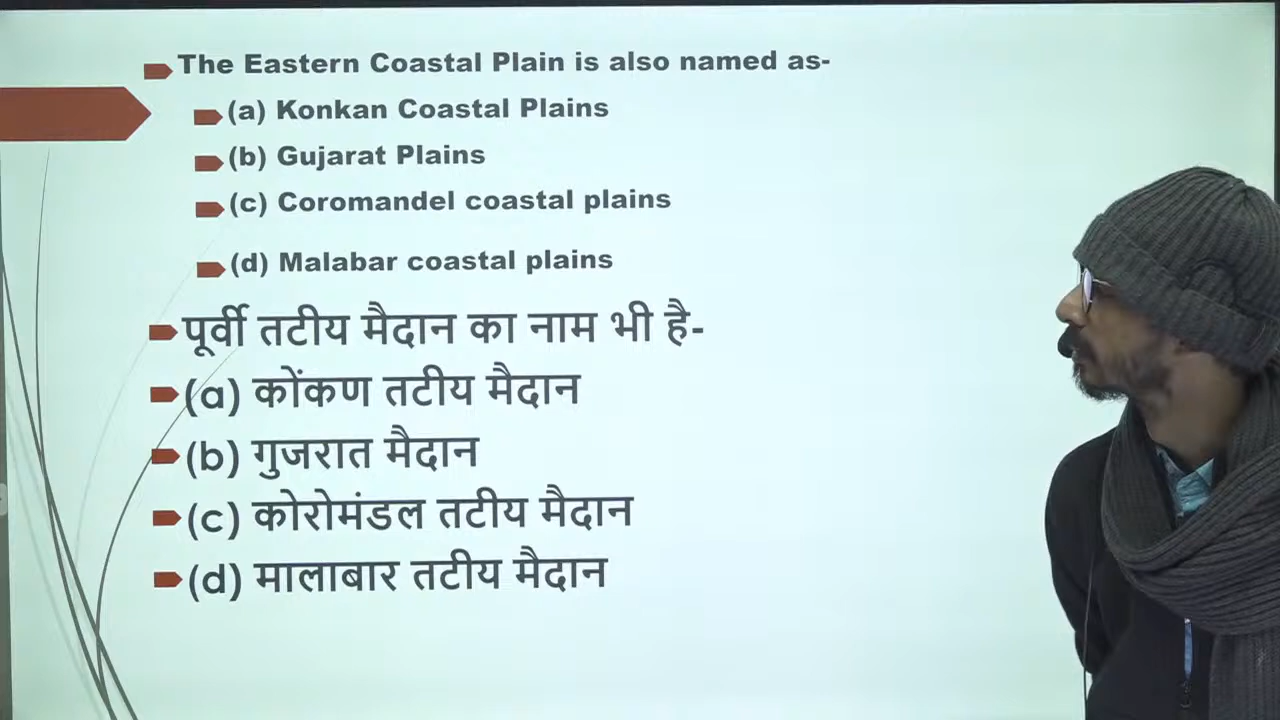 The Eastern Coastal Plain is also named as-
(a) Konkan Coastal Plains
(b) Gujarat Plains
(c) Coromandel coastal plains
(d) Malabar coastal plains
पूर्वी तटीय मैदान का नाम भी है-
(a) कोंकण तटीय मैदान
(b) गुजरात मैदान
(c) कोरोमंडल तटीय मैदान
(d) मालाबार तटीय मैदान